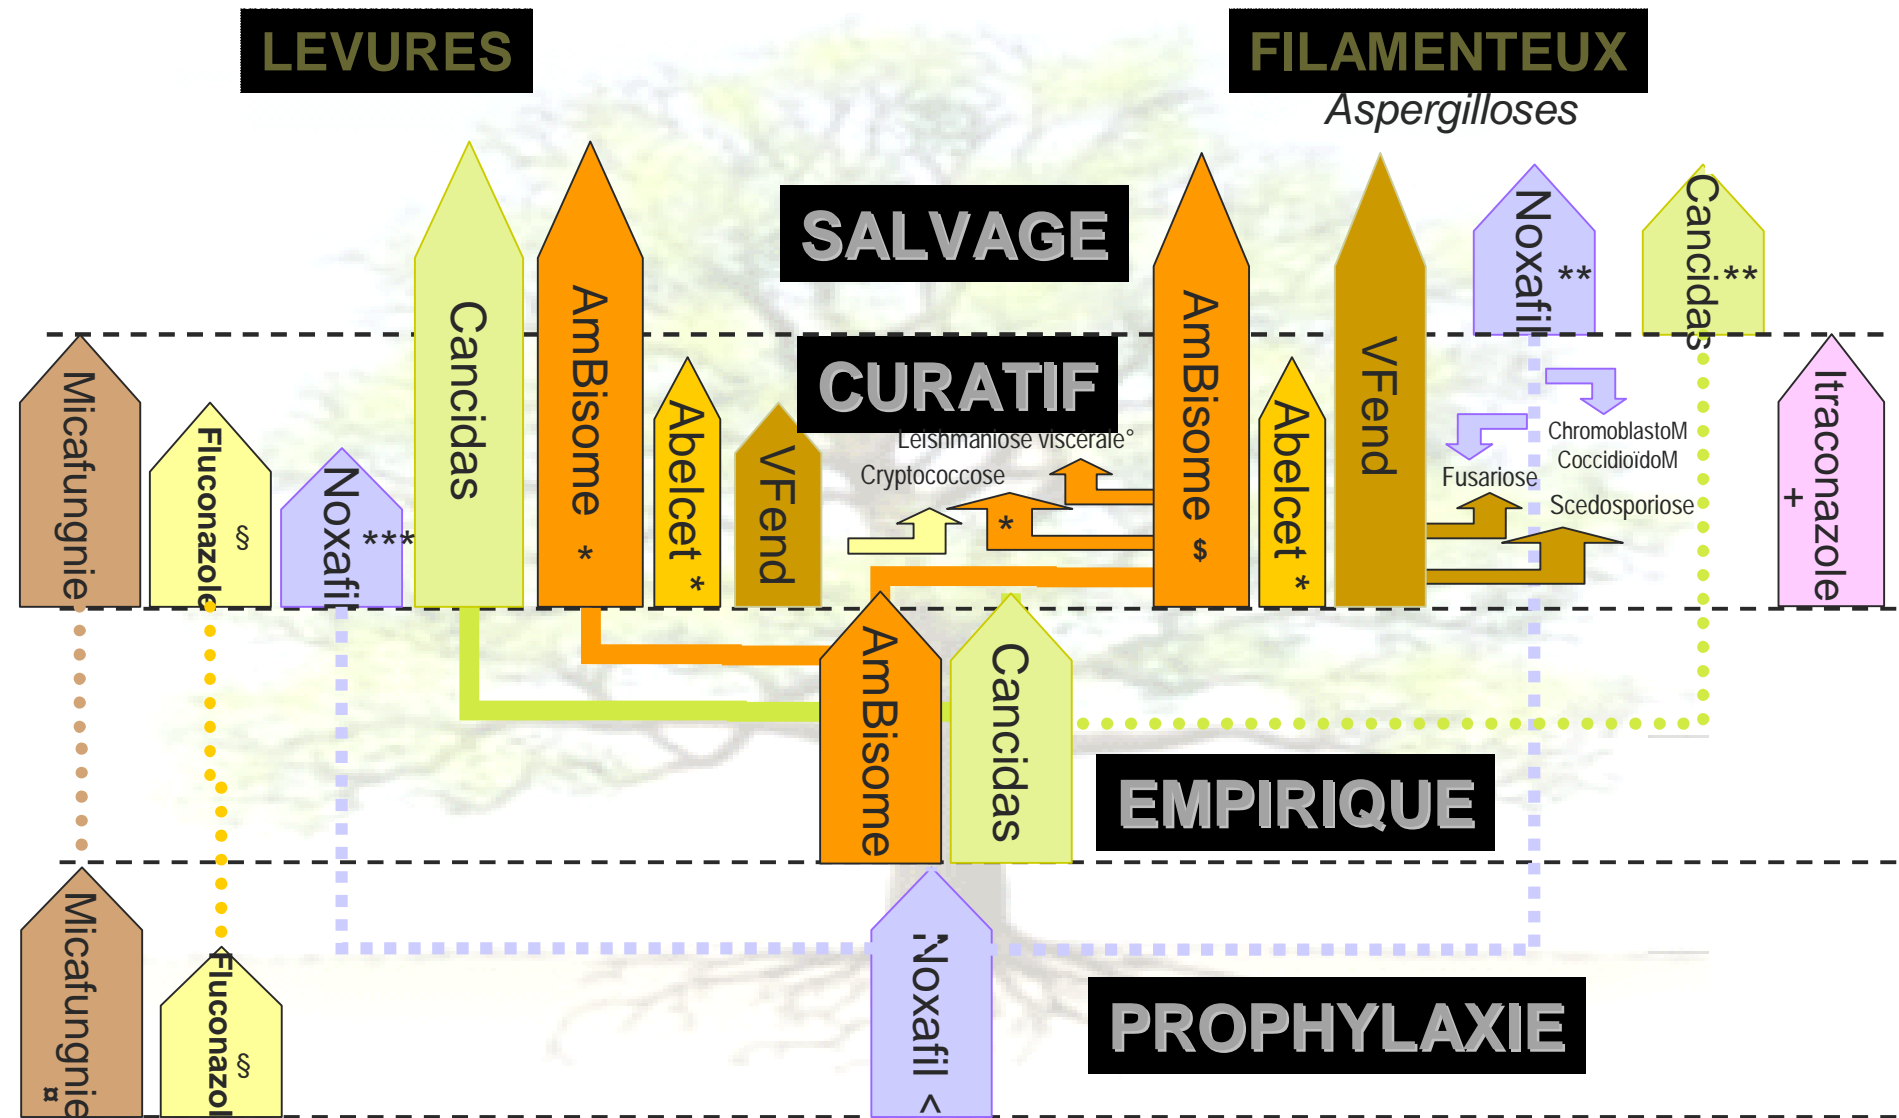 LEVURES
FILAMENTEUX
Aspergilloses
SALVAGE
Noxafil **
Cancidas **
Cancidas
AmBisome *
AmBisome $
VFend
CURATIF
Micafungnie
Fluconazole §
Noxafil ***
Abelcet *
VFend
Leishmaniose viscérale°
Cryptococcose
*
Abelcet *
ChromoblastoM
CoccidioïdoM
Fusariose
Scedosporiose
Itraconazole +
AmBisome
Cancidas
EMPIRIQUE
Micafungnie ¤
Fluconazol §
Noxafil <
PROPHYLAXIE